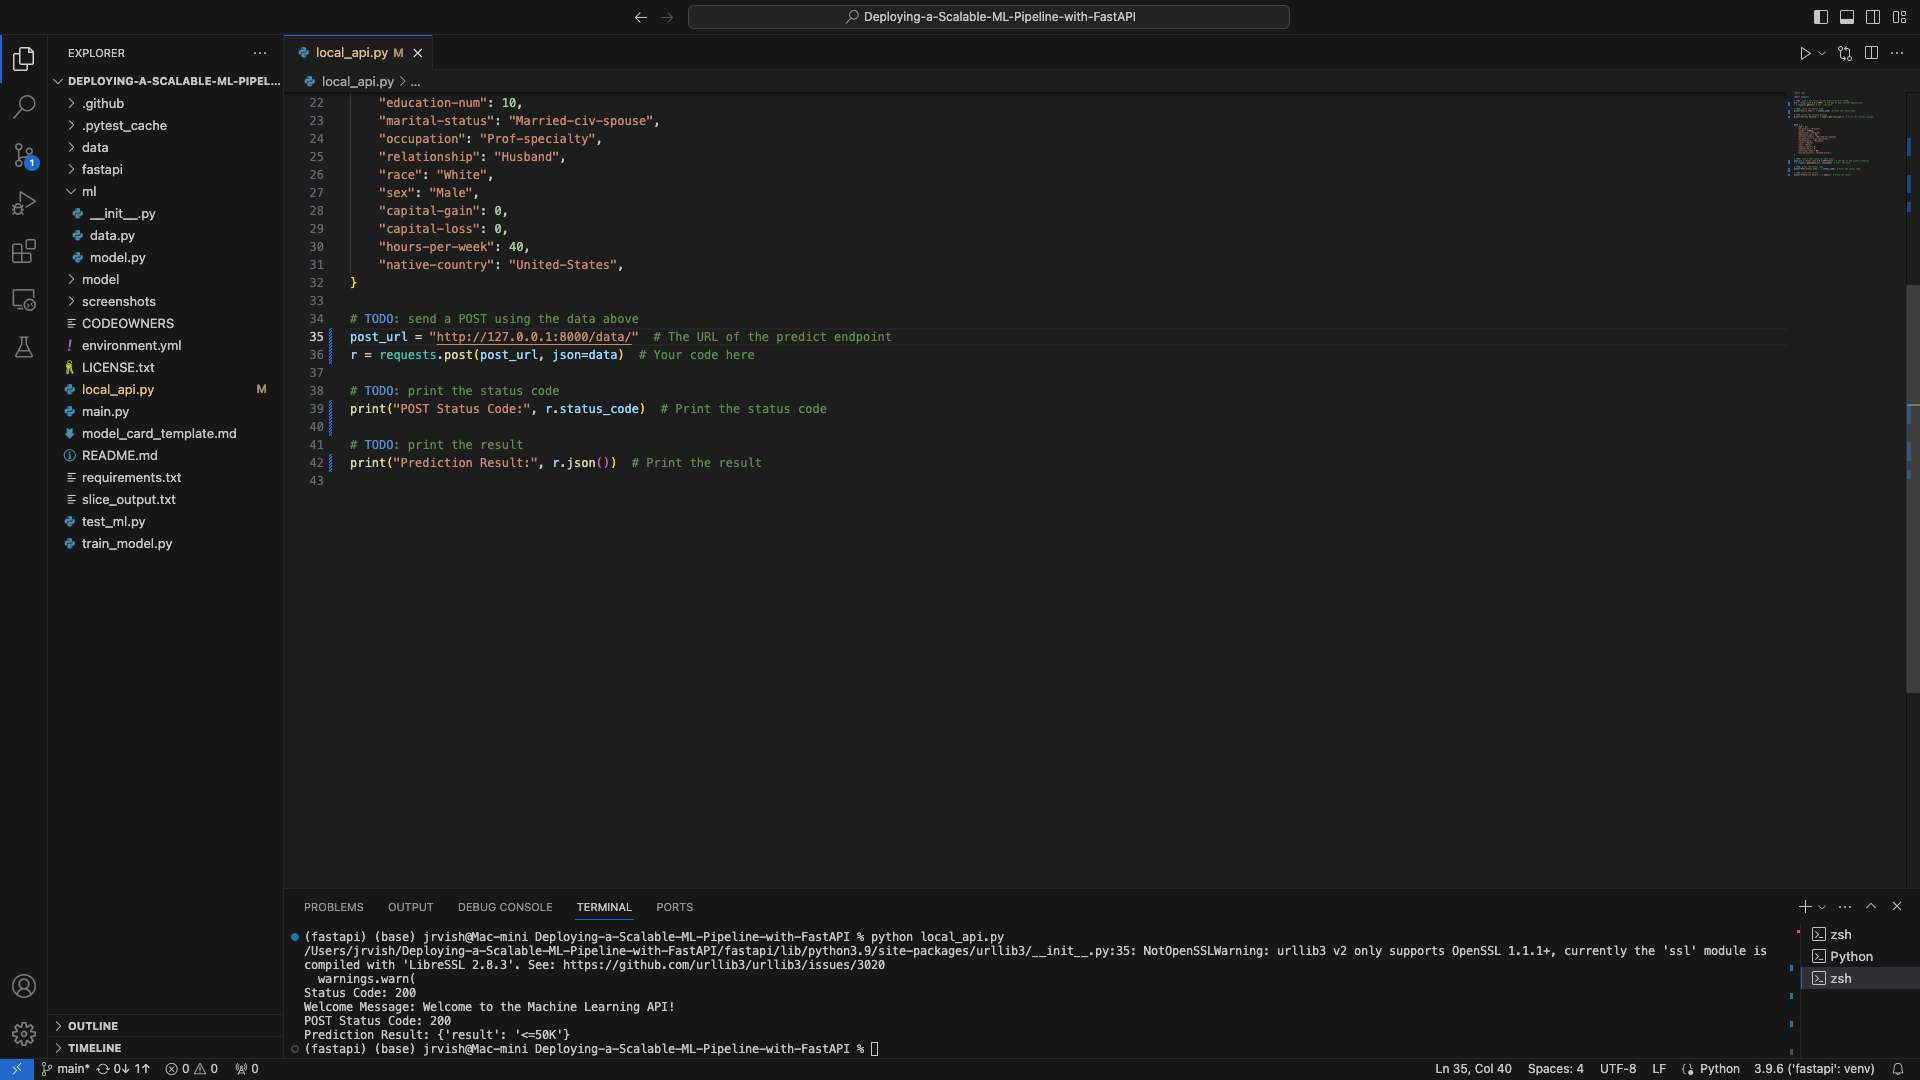 Deploying-a-Scalable-ML-Pipeline-with-FastAPI
EXPLORER
DEPLOYING-A-SCALABLE-ML-PIPEL...
.github
.pytest_cache
data
fastapi
ml
__init__.py
data.py
model.py
model
screenshots
CODEOWNERS
environment.yml
LICENSE.txt
local_api.py M
main.py
model_card_template.md
README.md
requirements.txt
slice_output.txt
test_ml.py
train_model.py
OUTLINE
TIMELINE
local_api.py M
local_api.py > ...
22 "education-num": 10,
23 "marital-status": "Married-civ-spouse",
24 "occupation": "Prof-specialty",
25 "relationship": "Husband",
26 "race": "White",
27 "sex": "Male",
28 "capital-gain": 0,
29 "capital-loss": 0,
30 "hours-per-week": 40,
31 "native-country": "United-States",
32 }
33
34 # TODO: send a POST using the data above
35 post_url = "http://127.0.0.1:8000/data/"  # The URL of the predict endpoint
36 r = requests.post(post_url, json=data)  # Your code here
37
38 # TODO: print the status code
39 print("POST Status Code:", r.status_code)  # Print the status code
40
41 # TODO: print the result
42 print("Prediction Result:", r.json())  # Print the result
43
PROBLEMS OUTPUT DEBUG CONSOLE TERMINAL PORTS
(fastapi) (base) jrvish@Mac-mini Deploying-a-Scalable-ML-Pipeline-with-FastAPI % python local_api.py
/Users/jrvish/Deploying-a-Scalable-ML-Pipeline-with-FastAPI/fastapi/lib/python3.9/site-packages/urllib3/__init__.py:35: NotOpenSSLWarning: urllib3 v2 only supports OpenSSL 1.1.1+, currently the 'ssl' module is
compiled with 'LibreSSL 2.8.3'. See: https://github.com/urllib3/urllib3/issues/3020
warnings.warn(
Status Code: 200
Welcome Message: Welcome to the Machine Learning API!
POST Status Code: 200
Prediction Result: {'result': '<=50K'}
(fastapi) (base) jrvish@Mac-mini Deploying-a-Scalable-ML-Pipeline-with-FastAPI %
zsh
Python
zsh
1
main* 0↓ 1↑ 0 0 0
Ln 35, Col 40 Spaces: 4 UTF-8 LF Python 3.9.6 ('fastapi': venv)